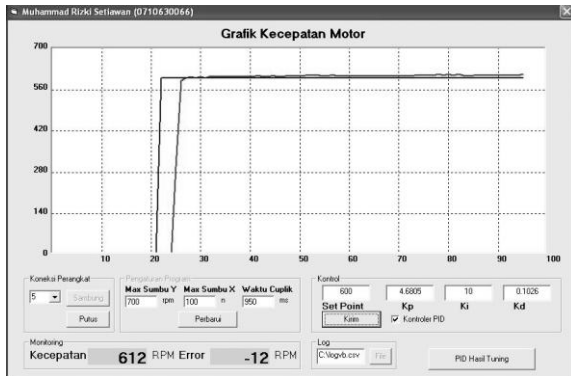 Muhammad Rizki Setiawan (0710630066)
Grafik Kecepatan Motor
700
560
420
280
140
0
10 20 30 40 50 60 70 80 90 100
Koneksi Perangkat
5 Sambung
Putus
Pengaturan Program
Max Sumbu Y Max Sumbu X Waktu Cuplik
700 rpm 100 n 950 ms
Perbarui
Kontrol
600 4.6805 10 0.1026
Set Point Kp Ki Kd
Kirim Kontroler PID
Monitoring
Kecepatan 612 RPM Error -12 RPM
Log
C:\logvb.csv File
PID Hasil Tuning